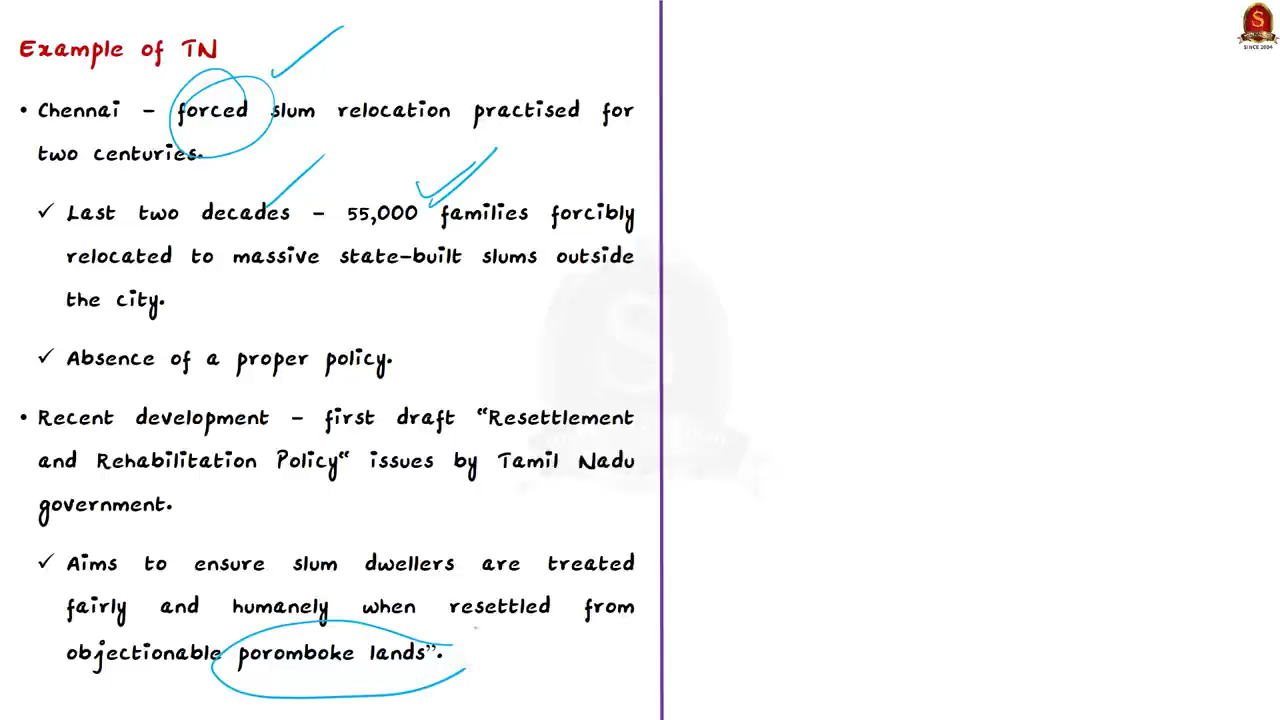 Example of TN
• Chennai – forced slum relocation practised for
two centuries.
✓ Last two decades – 55,000 families forcibly
relocated to massive state-built slums outside
the city.
✓ Absence of a proper policy.
• Recent development – first draft “Resettlement
and Rehabilitation Policy“ issues by Tamil Nadu
government.
✓ Aims to ensure slum dwellers are treated
fairly and humanely when resettled from
objectionable poromboke lands”.
S
SINCE 2004